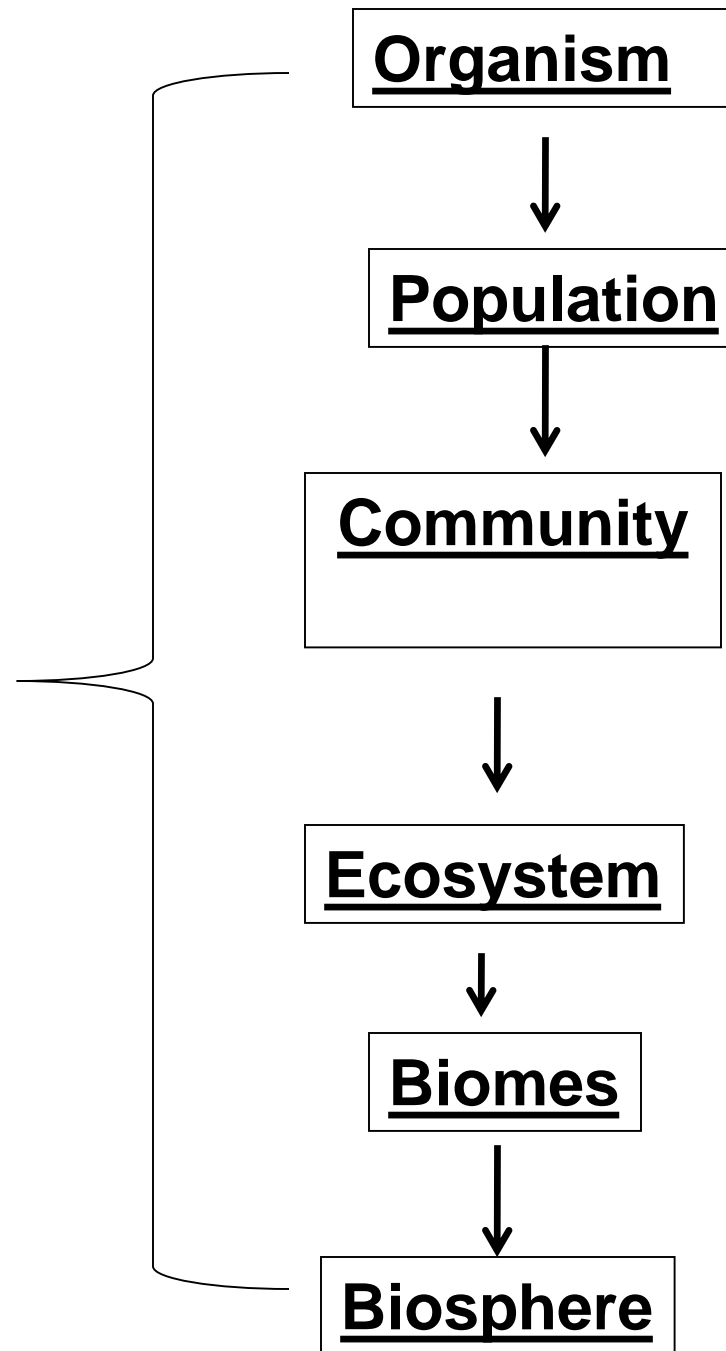 Organism
Population
Community
Ecosystem
Biomes
Biosphere